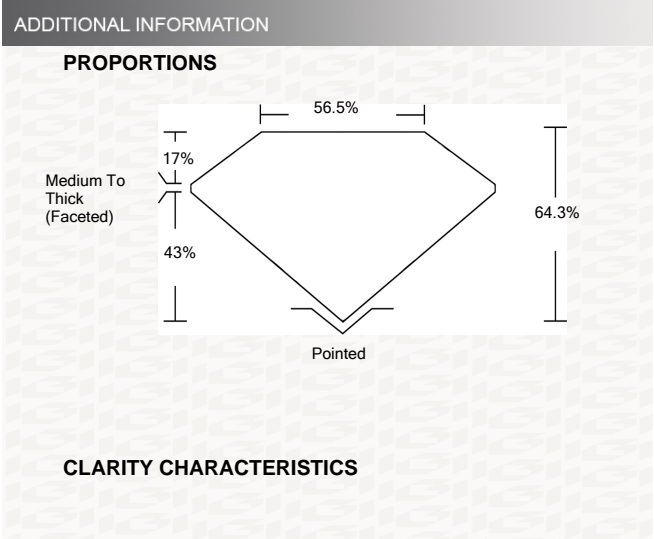 ADDITIONAL INFORMATION
PROPORTIONS
56.5%
17%
Medium To
Thick
(Faceted)
64.3%
43%
Pointed
CLARITY CHARACTERISTICS